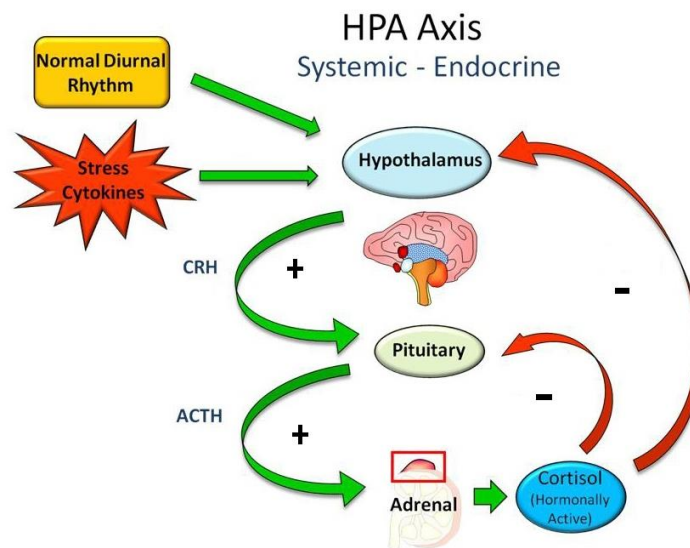 HPA Axis
Systemic - Endocrine
Normal Diurnal
Rhythm
Stress
Cytokines
Hypothalamus
CRH
+
-
Pituitary
-
ACTH
+
Adrenal
Cortisol
(Hormonally
Active)